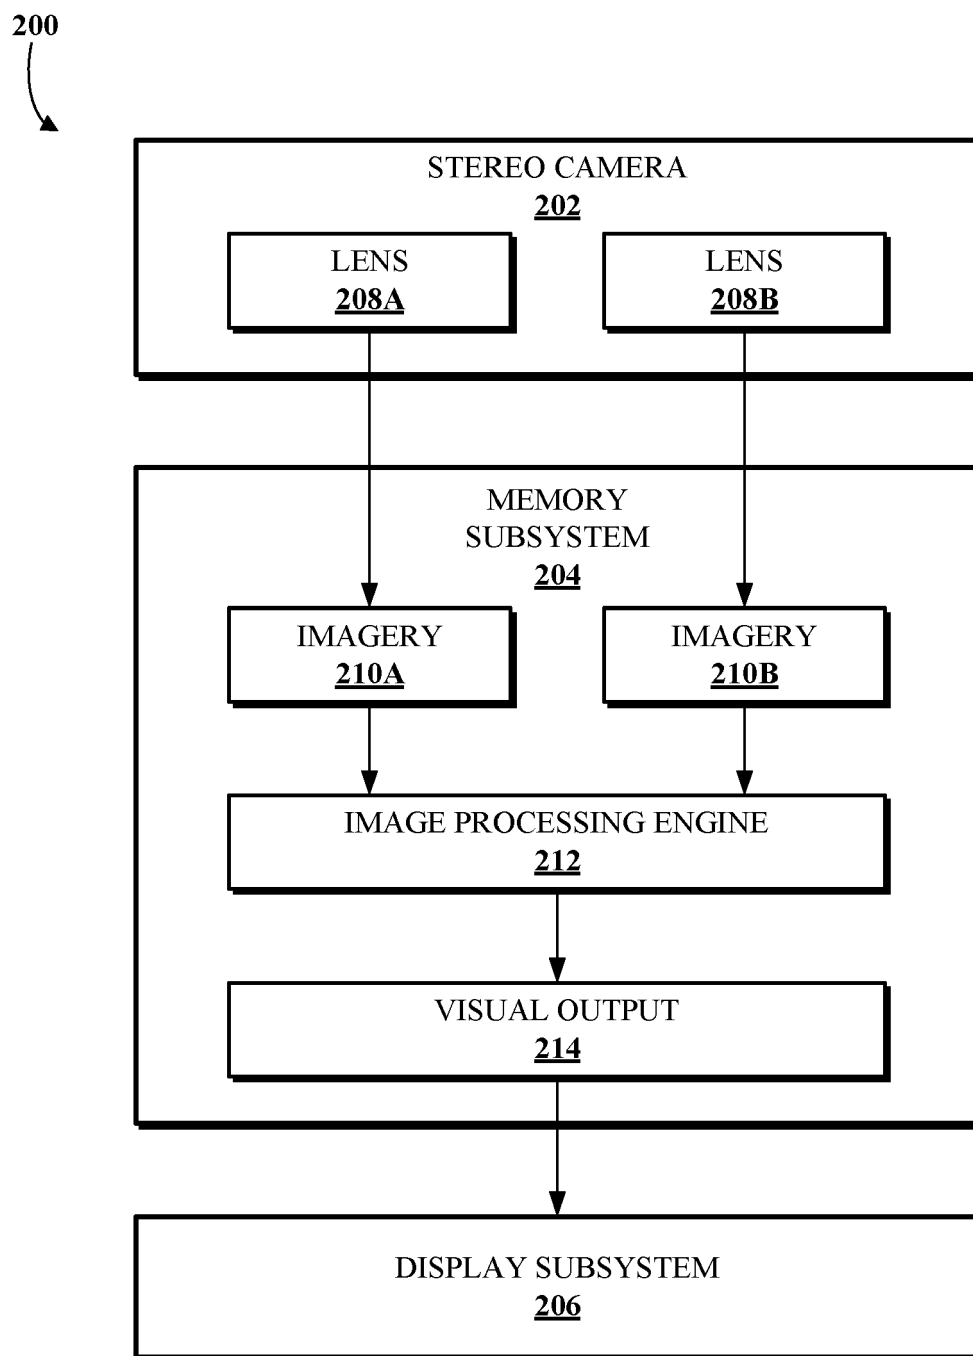 200
STEREO CAMERA
202
LENS
208A
LENS
208B
MEMORY
SUBSYSTEM
204
IMAGERY
210A
IMAGERY
210B
IMAGE PROCESSING ENGINE
212
VISUAL OUTPUT
214
DISPLAY SUBSYSTEM
206